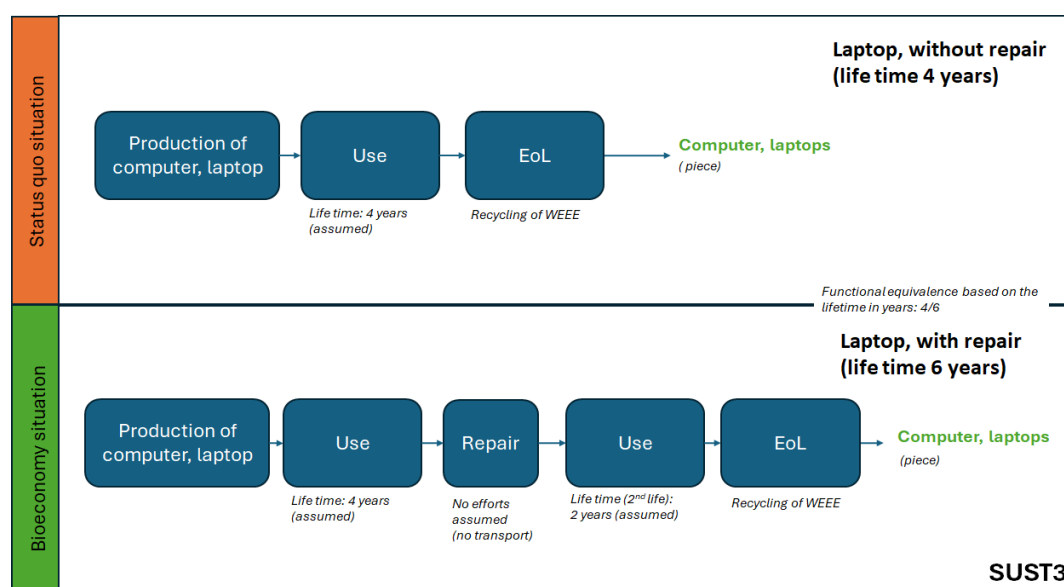 Status quo situation
Laptop, without repair
(life time 4 years)
Production of
computer, laptop
Use
EoL
Computer, laptops
( piece)
Life time: 4 years
(assumed)
Recycling of WEEE
Functional equivalence based on the
lifetime in years: 4/6
Bioeconomy situation
Laptop, with repair
(life time 6 years)
Production of
computer, laptop
Use
Repair
Use
EoL
Computer, laptops
(piece)
Life time: 4 years
(assumed)
No efforts
assumed
(no transport)
Life time (2nd life):
2 years (assumed)
Recycling of WEEE
SUST3